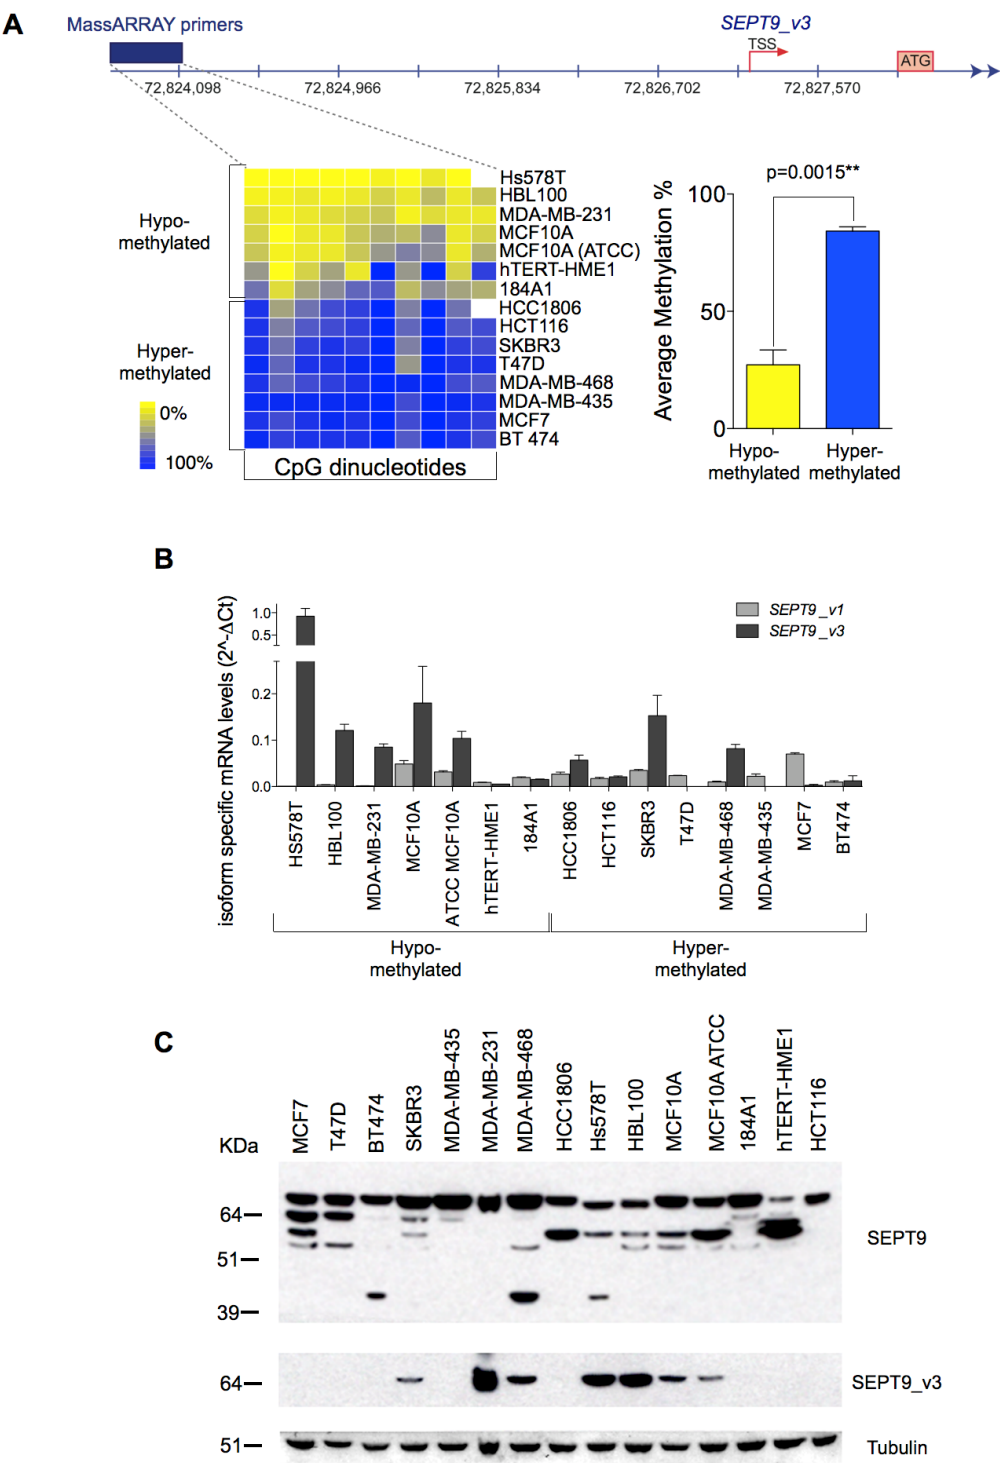 A
MassARRAY primers
SEPT9_v3
TSS
ATG
72,824,098
72,824,966
72,825,834
72,826,702
72,827,570
Hypo-
methylated
Hyper-
methylated
0%
100%
Hs578T
HBL100
MDA-MB-231
MCF10A
MCF10A (ATCC)
hTERT-HME1
184A1
HCC1806
HCT116
SKBR3
T47D
MDA-MB-468
MDA-MB-435
MCF7
BT 474
CpG dinucleotides
p=0.0015**
Average Methylation %
100
50
0
Hypo-
methylated
Hyper-
methylated
B
isoform specific mRNA levels (2^-ΔCt)
1.0
0.5
0.2
0.1
0.0
SEPT9_v1
SEPT9_v3
HS578T
HBL100
MDA-MB-231
MCF10A
ATCC MCF10A
hTERT-HME1
184A1
HCC1806
HCT116
SKBR3
T47D
MDA-MB-468
MDA-MB-435
MCF7
BT474
Hypo-
methylated
Hyper-
methylated
C
KDa
MCF7
T47D
BT474
SKBR3
MDA-MB-435
MDA-MB-231
MDA-MB-468
HCC1806
Hs578T
HBL100
MCF10A
MCF10A ATCC
184A1
hTERT-HME1
HCT116
64
51
39
SEPT9
64
SEPT9_v3
51
Tubulin